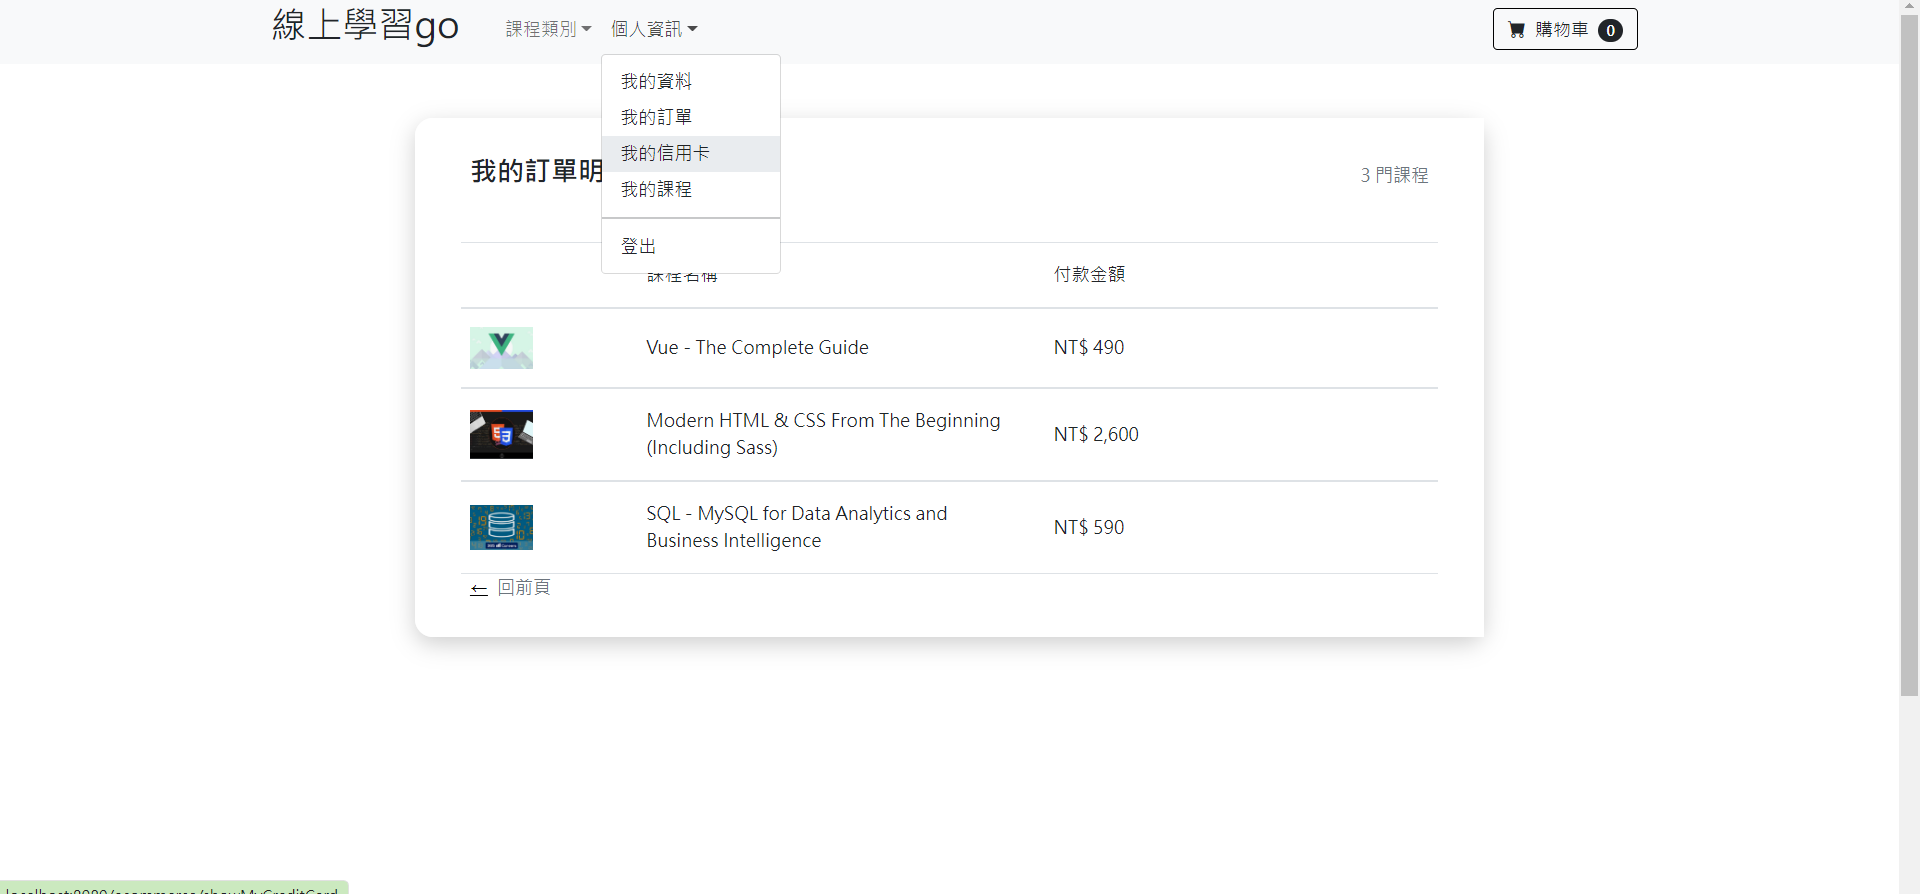 線上學習go
課程類別
個人資訊
購物車 0
我的資料
我的訂單
我的信用卡
我的課程
登出
我的訂單明
3 門課程
課程名稱
付款金額
Vue - The Complete Guide
NT$ 490
Modern HTML & CSS From The Beginning
(Including Sass)
NT$ 2,600
SQL - MySQL for Data Analytics and
Business Intelligence
NT$ 590
← 回前頁